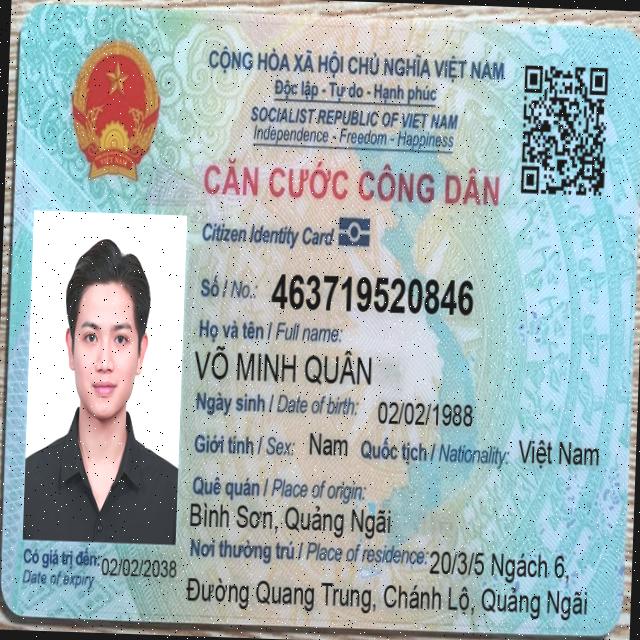 CỘNG HÒA XÃ HỘI CHỦ NGHĨA VIỆT NAM
Độc lập - Tự do - Hạnh phúc
SOCIALIST REPUBLIC OF VIET NAM
Independence - Freedom - Happiness
CĂN CƯỚC CÔNG DÂN
Citizen Identity Card
Số / No.: 463719520846
Họ và tên / Full name:
VÕ MINH QUÂN
Ngày sinh / Date of birth: 02/02/1988
Giới tính / Sex: Nam Quốc tịch / Nationality: Việt Nam
Quê quán / Place of origin:
Bình Sơn, Quảng Ngãi
Nơi thường trú / Place of residence: 20/3/5 Ngách 6,
Đường Quang Trung, Chánh Lộ, Quảng Ngãi
Có giá trị đến: 02/02/2038
Date of expiry
VIỆT NAM